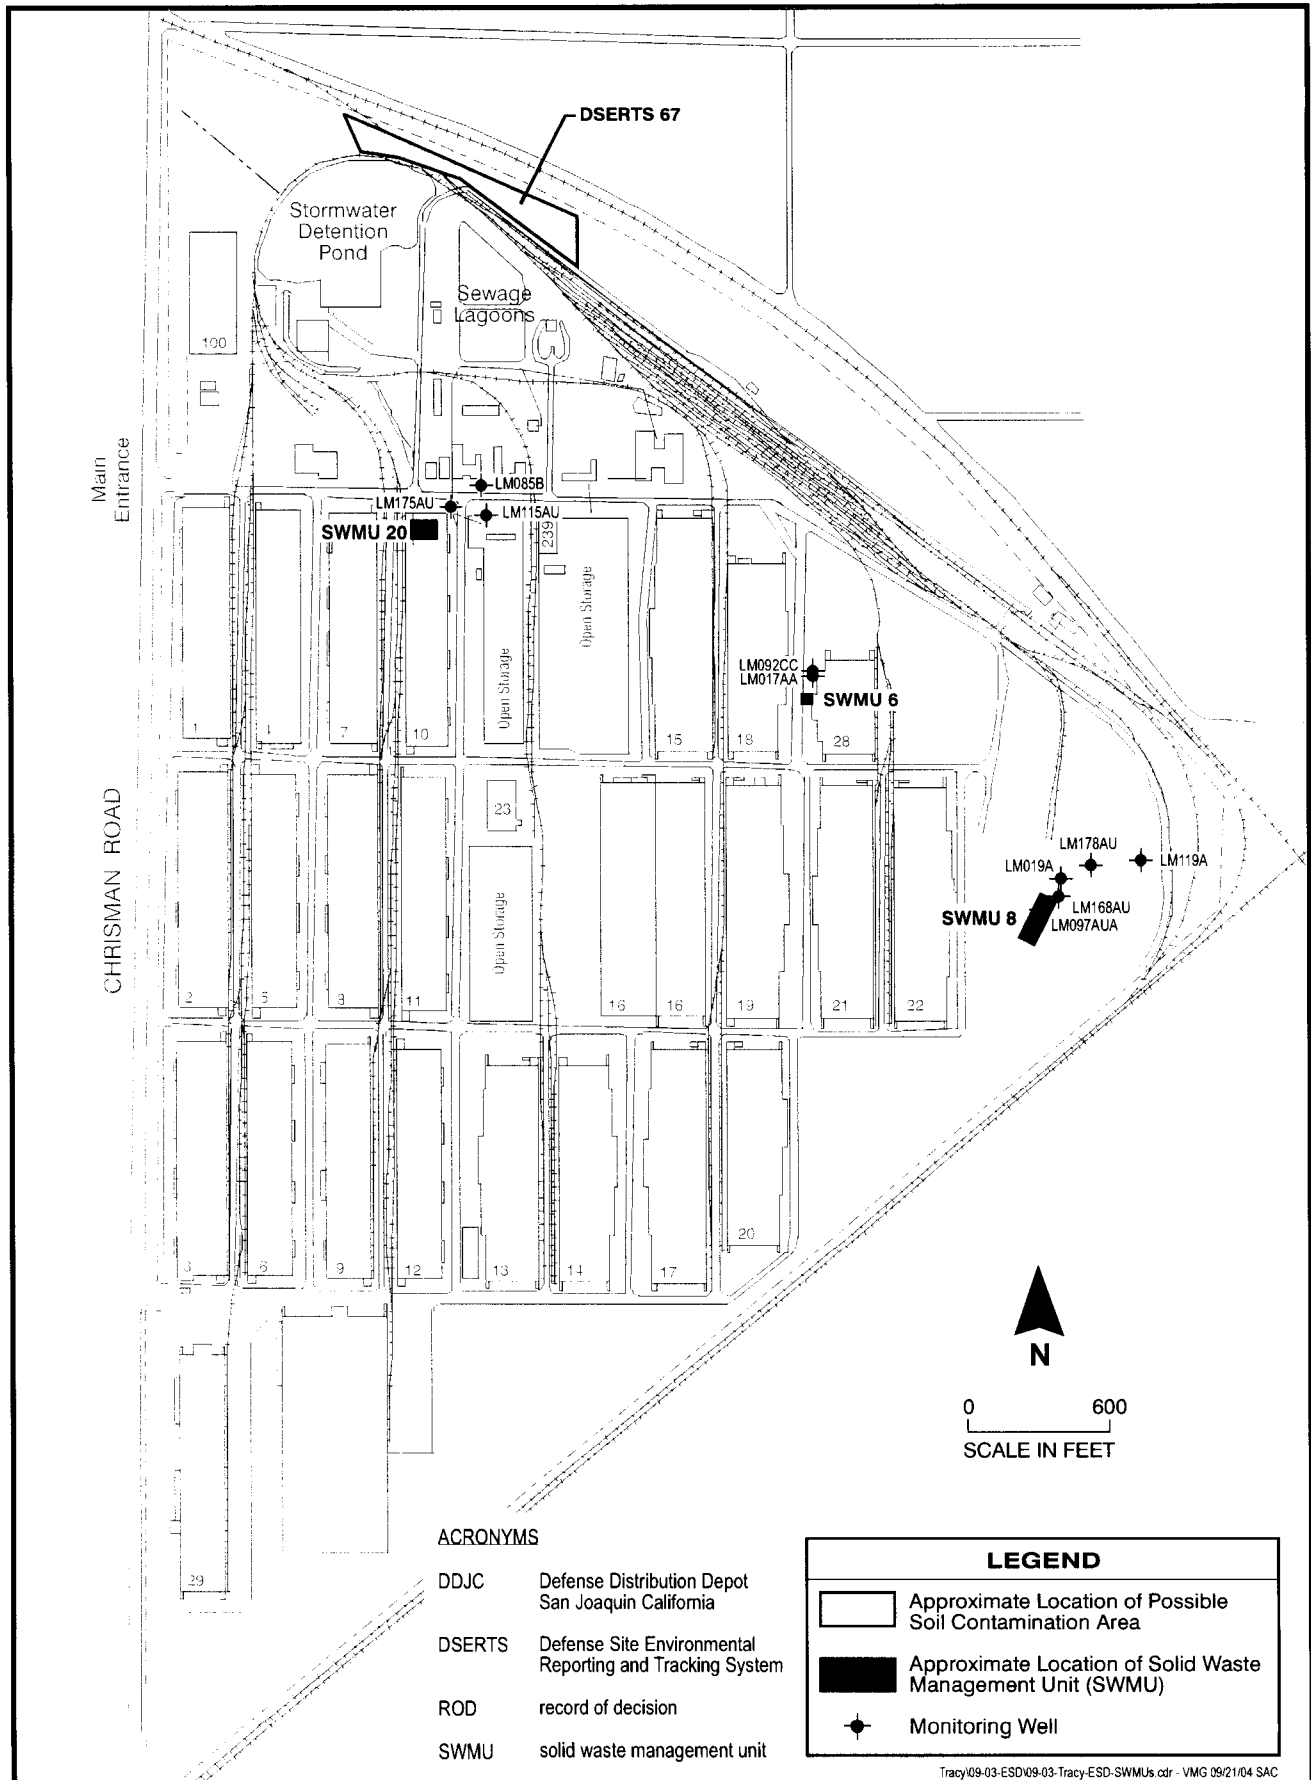 DSERTS 67
Stormwater
Detention
Pond
Sewage
Lagoons
100
Main
Entrance
LM085B
LM175AU
LM115AU
SWMU 20
239
Open Storage
Open Storage
LM092CC
LM017AA
SWMU 6
1
4
7
10
15
18
28
CHRISMAN ROAD
23
LM178AU
LM019A
LM119A
LM168AU
SWMU 8
LM097AUA
Open Storage
2
5
8
11
16
16
19
21
22
3
6
9
12
13
14
17
20
N
0 600
SCALE IN FEET
29
ACRONYMS
DDJC Defense Distribution Depot
San Joaquin California
DSERTS Defense Site Environmental
Reporting and Tracking System
ROD record of decision
SWMU solid waste management unit
LEGEND
Approximate Location of Possible
Soil Contamination Area
Approximate Location of Solid Waste
Management Unit (SWMU)
Monitoring Well
Tracy\09-03-ESD\09-03-Tracy-ESD-SWMUs.cdr - VMG 09/21/04 SAC